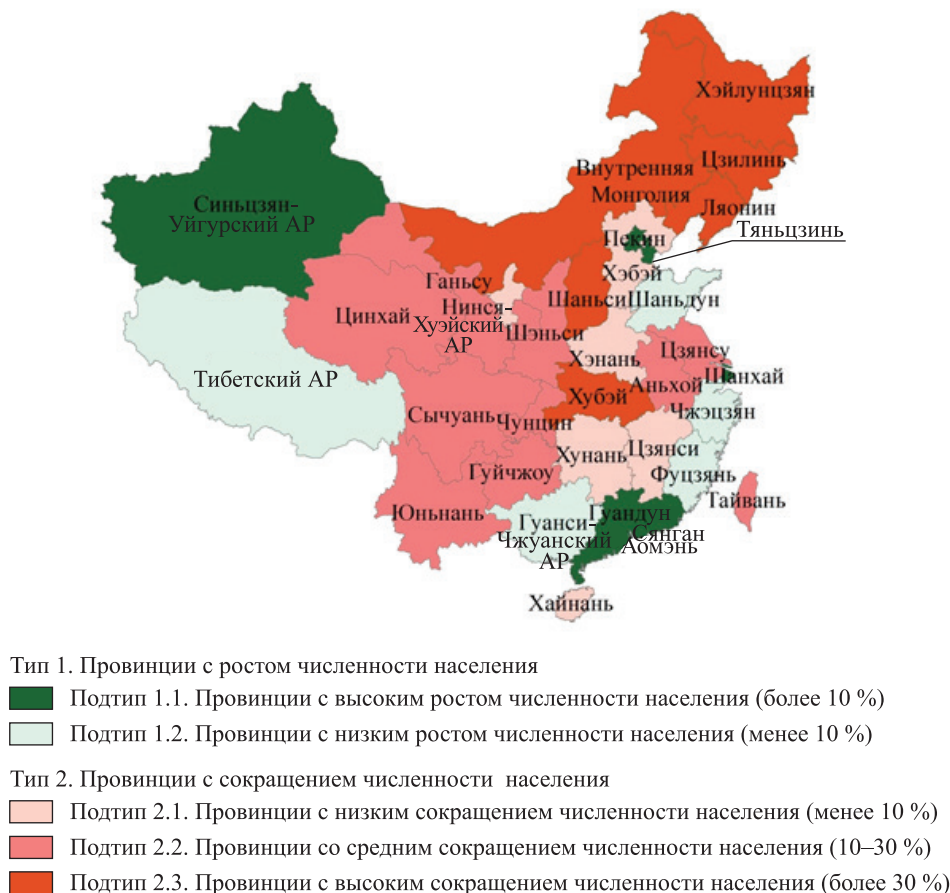 Хэйлунцзян
Цзилинь
Внутренняя
Монголия
Ляонин
Тяньцзинь
Синьцзян-
Уйгурский АР
Пекин
Хэбэй
Ганьсу
Шаньси
Шаньдун
Цинхай
Нинся-
Хуэйский
АР
Шэньси
Хэнань
Цзянсу
Тибетский АР
Аньхой
Шанхай
Хубэй
Сычуань
Чунцин
Чжэцзян
Хунань
Цзянси
Гуйчжоу
Фуцзянь
Тайвань
Юньнань
Гуандун
Гуанси-
Чжуанский
АР
Сянган
Аомэнь
Хайнань
Тип 1. Провинции с ростом численности населения
Подтип 1.1. Провинции с высоким ростом численности населения (более 10 %)
Подтип 1.2. Провинции с низким ростом численности населения (менее 10 %)
Тип 2. Провинции с сокращением численности населения
Подтип 2.1. Провинции с низким сокращением численности населения (менее 10 %)
Подтип 2.2. Провинции со средним сокращением численности населения (10–30 %)
Подтип 2.3. Провинции с высоким сокращением численности населения (более 30 %)